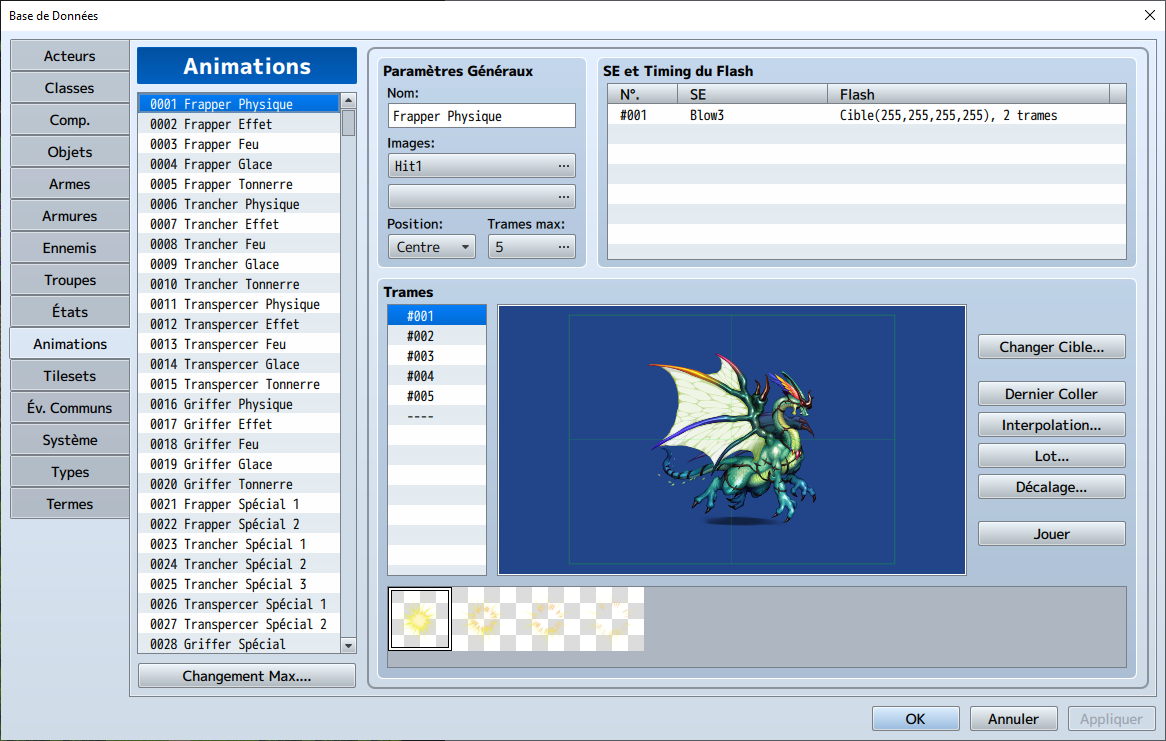 Base de Données
Acteurs
Classes
Comp.
Objets
Armes
Armures
Ennemis
Troupes
États
Animations
Tilesets
Év. Communs
Système
Types
Termes
Animations
0001 Frapper Physique
0002 Frapper Effet
0003 Frapper Feu
0004 Frapper Glace
0005 Frapper Tonnerre
0006 Trancher Physique
0007 Trancher Effet
0008 Trancher Feu
0009 Trancher Glace
0010 Trancher Tonnerre
0011 Transpercer Physique
0012 Transpercer Effet
0013 Transpercer Feu
0014 Transpercer Glace
0015 Transpercer Tonnerre
0016 Griffer Physique
0017 Griffer Effet
0018 Griffer Feu
0019 Griffer Glace
0020 Griffer Tonnerre
0021 Frapper Spécial 1
0022 Frapper Spécial 2
0023 Trancher Spécial 1
0024 Trancher Spécial 2
0025 Trancher Spécial 3
0026 Transpercer Spécial 1
0027 Transpercer Spécial 2
0028 Griffer Spécial
Changement Max....
Paramètres Généraux
Nom:
Frapper Physique
Images:
Hit1 ...
...
Position: Trames max:
Centre 5 ...
SE et Timing du Flash
N°. SE Flash
#001 Blow3 Cible(255,255,255,255), 2 trames
Trames
#001
#002
#003
#004
#005
----
Changer Cible...
Dernier Coller
Interpolation...
Lot...
Décalage...
Jouer
OK Annuler Appliquer